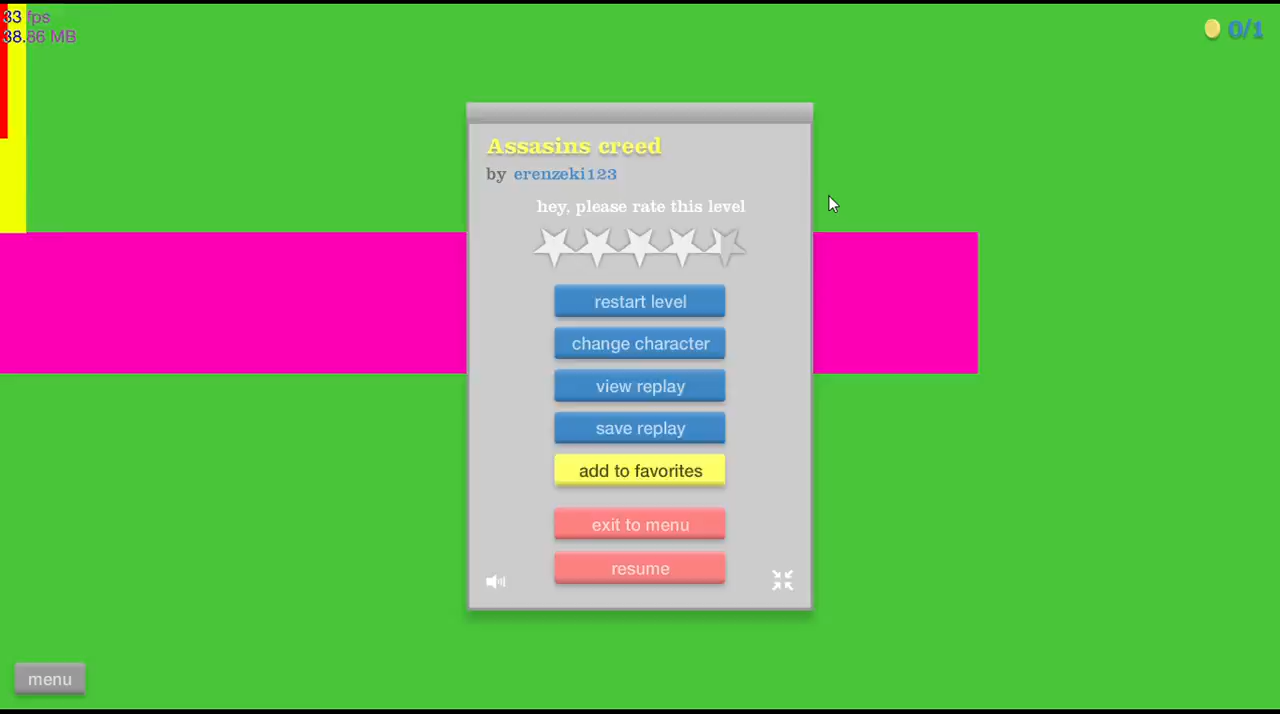 33 fps
38.86 MB
0/1
Assasins creed
by erenzeki123
hey, please rate this level
restart level
change character
view replay
save replay
add to favorites
exit to menu
resume
menu